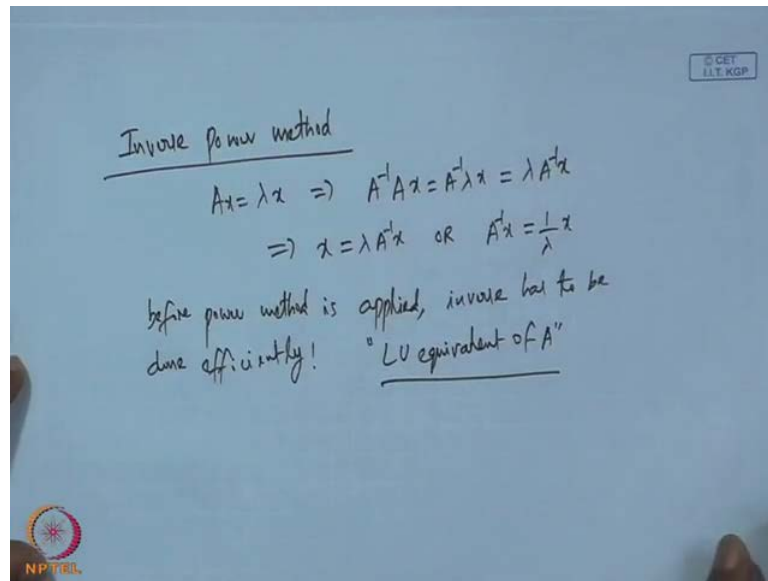 © CET
I.I.T. KGP
Inverse Power method
Ax = λx ⇒ A⁻¹Ax = A⁻¹λx = λA⁻¹x
⇒ x = λA⁻¹x OR A⁻¹x = 1/λ x
before power method is applied, inverse has to be
done efficiently! "LU equivalent of A"
NPTEL